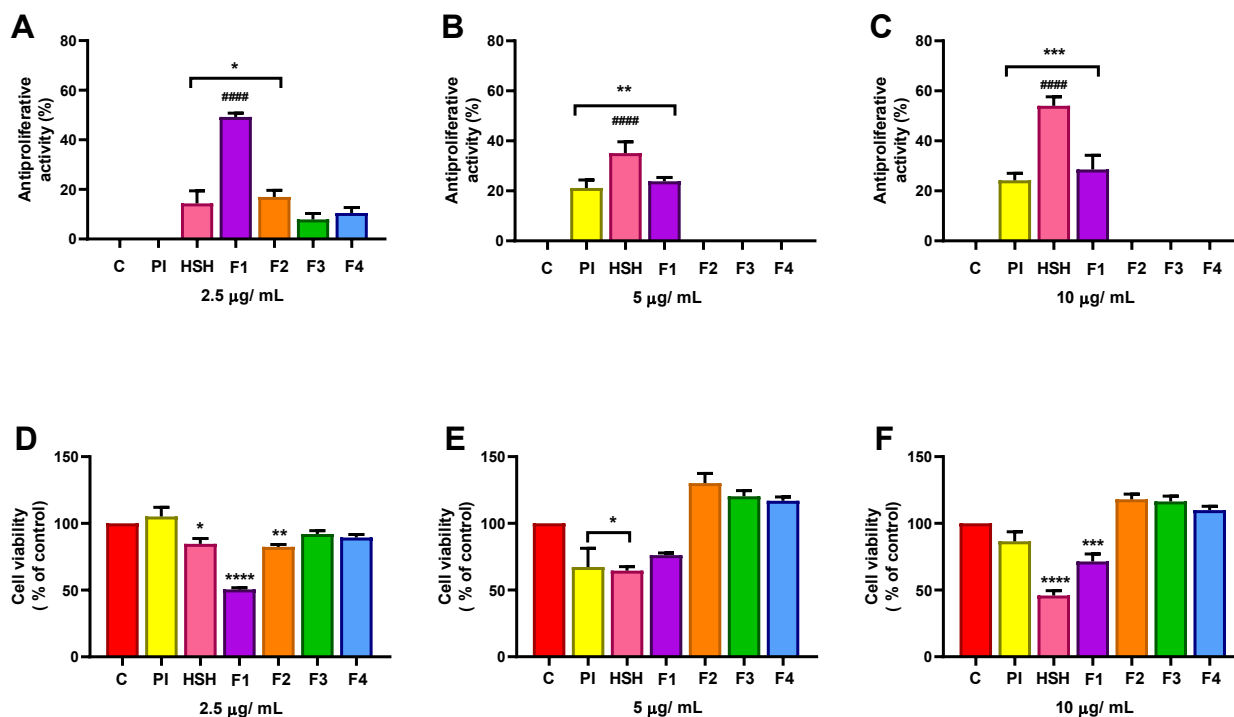 A
Antiproliferative
activity (%)
80
60
40
20
0
*
####
C PI HSH F1 F2 F3 F4
2.5 µg/ mL
B
Antiproliferative
activity (%)
80
60
40
20
0
**
####
C PI HSH F1 F2 F3 F4
5 µg/ mL
C
Antiproliferative
activity (%)
80
60
40
20
0
***
####
C PI HSH F1 F2 F3 F4
10 µg/ mL
D
Cell viability
( % of control)
150
100
50
0
*
****
**
C PI HSH F1 F2 F3 F4
2.5 µg/ mL
E
Cell viability
( % of control)
150
100
50
0
*
C PI HSH F1 F2 F3 F4
5 µg/ mL
F
Cell viability
( % of control)
150
100
50
0
****
***
C PI HSH F1 F2 F3 F4
10 µg/ mL